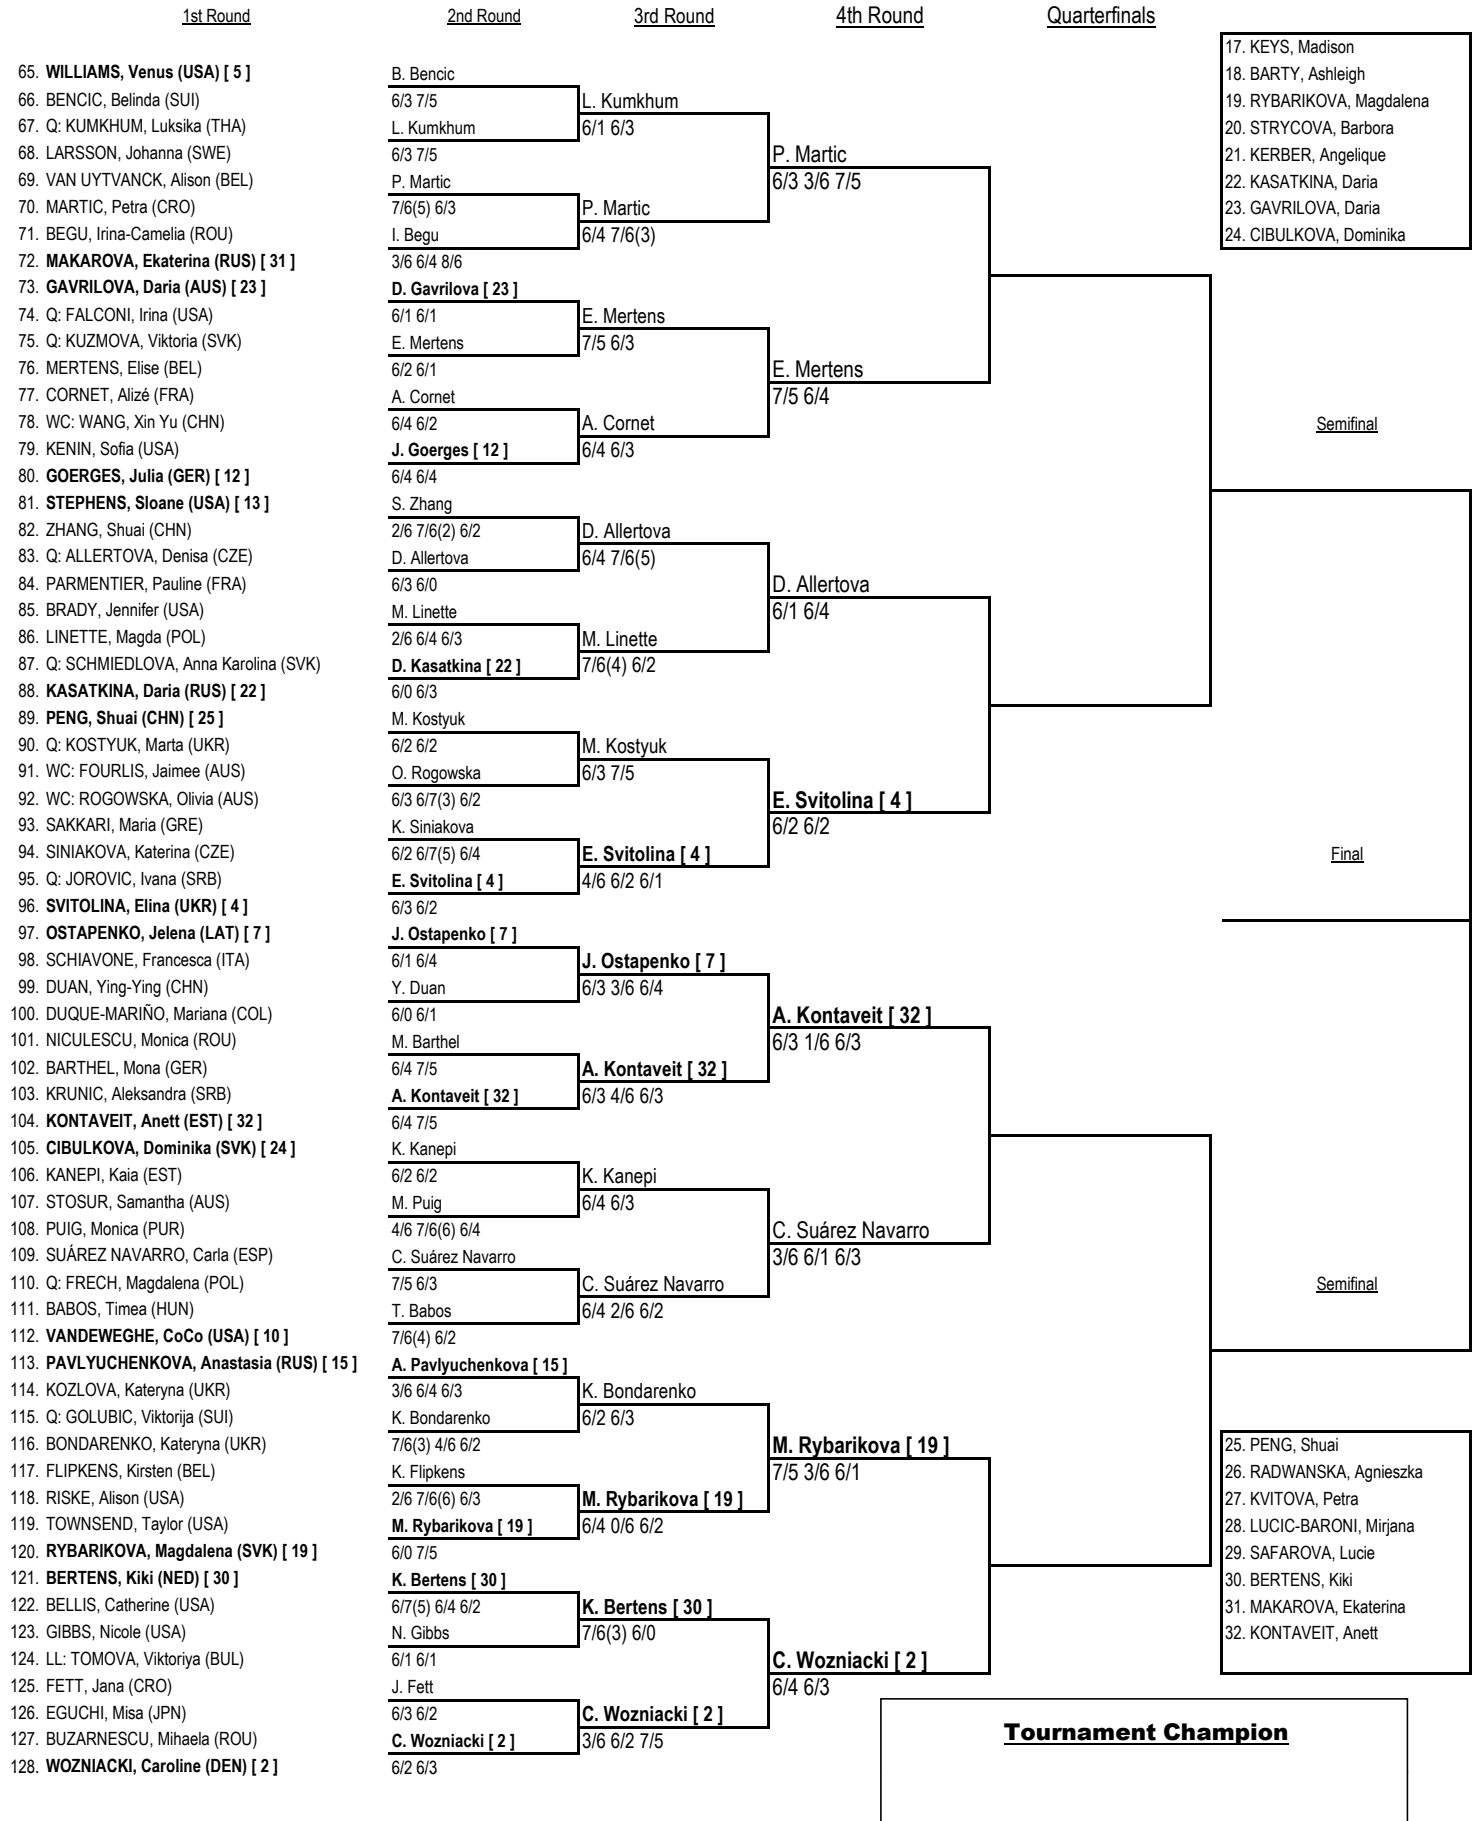 1st Round
2nd Round
3rd Round
4th Round
Quarterfinals
65. WILLIAMS, Venus (USA) [ 5 ]
66. BENCIC, Belinda (SUI)
67. Q: KUMKHUM, Luksika (THA)
68. LARSSON, Johanna (SWE)
69. VAN UYTVANCK, Alison (BEL)
70. MARTIC, Petra (CRO)
71. BEGU, Irina-Camelia (ROU)
72. MAKAROVA, Ekaterina (RUS) [ 31 ]
73. GAVRILOVA, Daria (AUS) [ 23 ]
74. Q: FALCONI, Irina (USA)
75. Q: KUZMOVA, Viktoria (SVK)
76. MERTENS, Elise (BEL)
77. CORNET, Alizé (FRA)
78. WC: WANG, Xin Yu (CHN)
79. KENIN, Sofia (USA)
80. GOERGES, Julia (GER) [ 12 ]
81. STEPHENS, Sloane (USA) [ 13 ]
82. ZHANG, Shuai (CHN)
83. Q: ALLERTOVA, Denisa (CZE)
84. PARMENTIER, Pauline (FRA)
85. BRADY, Jennifer (USA)
86. LINETTE, Magda (POL)
87. Q: SCHMIEDLOVA, Anna Karolina (SVK)
88. KASATKINA, Daria (RUS) [ 22 ]
89. PENG, Shuai (CHN) [ 25 ]
90. Q: KOSTYUK, Marta (UKR)
91. WC: FOURLIS, Jaimee (AUS)
92. WC: ROGOWSKA, Olivia (AUS)
93. SAKKARI, Maria (GRE)
94. SINIAKOVA, Katerina (CZE)
95. Q: JOROVIC, Ivana (SRB)
96. SVITOLINA, Elina (UKR) [ 4 ]
97. OSTAPENKO, Jelena (LAT) [ 7 ]
98. SCHIAVONE, Francesca (ITA)
99. DUAN, Ying-Ying (CHN)
100. DUQUE-MARIÑO, Mariana (COL)
101. NICULESCU, Monica (ROU)
102. BARTHEL, Mona (GER)
103. KRUNIC, Aleksandra (SRB)
104. KONTAVEIT, Anett (EST) [ 32 ]
105. CIBULKOVA, Dominika (SVK) [ 24 ]
106. KANEPI, Kaia (EST)
107. STOSUR, Samantha (AUS)
108. PUIG, Monica (PUR)
109. SUÁREZ NAVARRO, Carla (ESP)
110. Q: FRECH, Magdalena (POL)
111. BABOS, Timea (HUN)
112. VANDEWEGHE, CoCo (USA) [ 10 ]
113. PAVLYUCHENKOVA, Anastasia (RUS) [ 15 ]
114. KOZLOVA, Kateryna (UKR)
115. Q: GOLUBIC, Viktorija (SUI)
116. BONDARENKO, Kateryna (UKR)
117. FLIPKENS, Kirsten (BEL)
118. RISKE, Alison (USA)
119. TOWNSEND, Taylor (USA)
120. RYBARIKOVA, Magdalena (SVK) [ 19 ]
121. BERTENS, Kiki (NED) [ 30 ]
122. BELLIS, Catherine (USA)
123. GIBBS, Nicole (USA)
124. LL: TOMOVA, Viktoriya (BUL)
125. FETT, Jana (CRO)
126. EGUCHI, Misa (JPN)
127. BUZARNESCU, Mihaela (ROU)
128. WOZNIACKI, Caroline (DEN) [ 2 ]
B. Bencic
6/3 7/5
L. Kumkhum
6/3 7/5
P. Martic
7/6(5) 6/3
I. Begu
3/6 6/4 8/6
D. Gavrilova [ 23 ]
6/1 6/1
E. Mertens
6/2 6/1
A. Cornet
6/4 6/2
J. Goerges [ 12 ]
6/4 6/4
S. Zhang
2/6 7/6(2) 6/2
D. Allertova
6/3 6/0
M. Linette
2/6 6/4 6/3
D. Kasatkina [ 22 ]
6/0 6/3
M. Kostyuk
6/2 6/2
O. Rogowska
6/3 6/7(3) 6/2
K. Siniakova
6/2 6/7(5) 6/4
E. Svitolina [ 4 ]
6/3 6/2
J. Ostapenko [ 7 ]
6/1 6/4
Y. Duan
6/0 6/1
M. Barthel
6/4 7/5
A. Kontaveit [ 32 ]
6/4 7/5
K. Kanepi
6/2 6/2
M. Puig
4/6 7/6(6) 6/4
C. Suárez Navarro
7/5 6/3
T. Babos
7/6(4) 6/2
A. Pavlyuchenkova [ 15 ]
3/6 6/4 6/3
K. Bondarenko
7/6(3) 4/6 6/2
K. Flipkens
2/6 7/6(6) 6/3
M. Rybarikova [ 19 ]
6/0 7/5
K. Bertens [ 30 ]
6/7(5) 6/4 6/2
N. Gibbs
6/1 6/1
J. Fett
6/3 6/2
C. Wozniacki [ 2 ]
6/2 6/3
L. Kumkhum
6/1 6/3
P. Martic
6/4 7/6(3)
E. Mertens
7/5 6/3
A. Cornet
6/4 6/3
D. Allertova
6/4 7/6(5)
M. Linette
7/6(4) 6/2
M. Kostyuk
6/3 7/5
E. Svitolina [ 4 ]
4/6 6/2 6/1
J. Ostapenko [ 7 ]
6/3 3/6 6/4
A. Kontaveit [ 32 ]
6/3 4/6 6/3
K. Kanepi
6/4 6/3
C. Suárez Navarro
6/4 2/6 6/2
K. Bondarenko
6/2 6/3
M. Rybarikova [ 19 ]
6/4 0/6 6/2
K. Bertens [ 30 ]
7/6(3) 6/0
C. Wozniacki [ 2 ]
3/6 6/2 7/5
P. Martic
6/3 3/6 7/5
E. Mertens
7/5 6/4
D. Allertova
6/1 6/4
E. Svitolina [ 4 ]
6/2 6/2
A. Kontaveit [ 32 ]
6/3 1/6 6/3
C. Suárez Navarro
3/6 6/1 6/3
M. Rybarikova [ 19 ]
7/5 3/6 6/1
C. Wozniacki [ 2 ]
6/4 6/3
17. KEYS, Madison
18. BARTY, Ashleigh
19. RYBARIKOVA, Magdalena
20. STRYCOVA, Barbora
21. KERBER, Angelique
22. KASATKINA, Daria
23. GAVRILOVA, Daria
24. CIBULKOVA, Dominika
Semifinal
Final
Semifinal
25. PENG, Shuai
26. RADWANSKA, Agnieszka
27. KVITOVA, Petra
28. LUCIC-BARONI, Mirjana
29. SAFAROVA, Lucie
30. BERTENS, Kiki
31. MAKAROVA, Ekaterina
32. KONTAVEIT, Anett
Tournament Champion